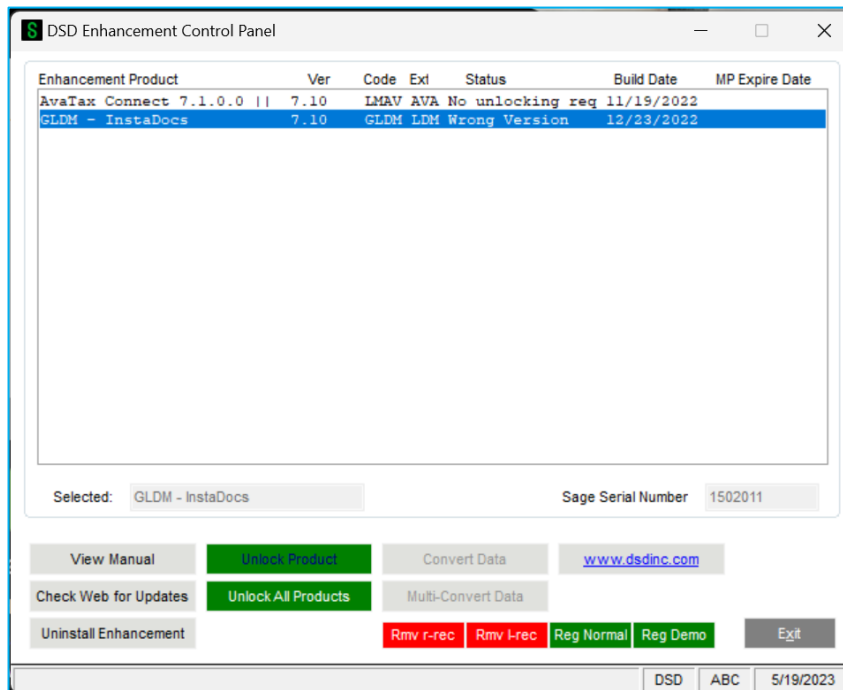 S DSD Enhancement Control Panel
Enhancement Product Ver Code Ext Status Build Date MP Expire Date
AvaTax Connect 7.1.0.0 || 7.10 LMAV AVA No unlocking req 11/19/2022
GLDM - InstaDocs 7.10 GLDM LDM Wrong Version 12/23/2022
Selected: GLDM - InstaDocs Sage Serial Number 1502011
View Manual Unlock Product Convert Data www.dsdinc.com
Check Web for Updates Unlock All Products Multi-Convert Data
Uninstall Enhancement Rmv r-rec Rmv l-rec Reg Normal Reg Demo Exit
DSD ABC 5/19/2023